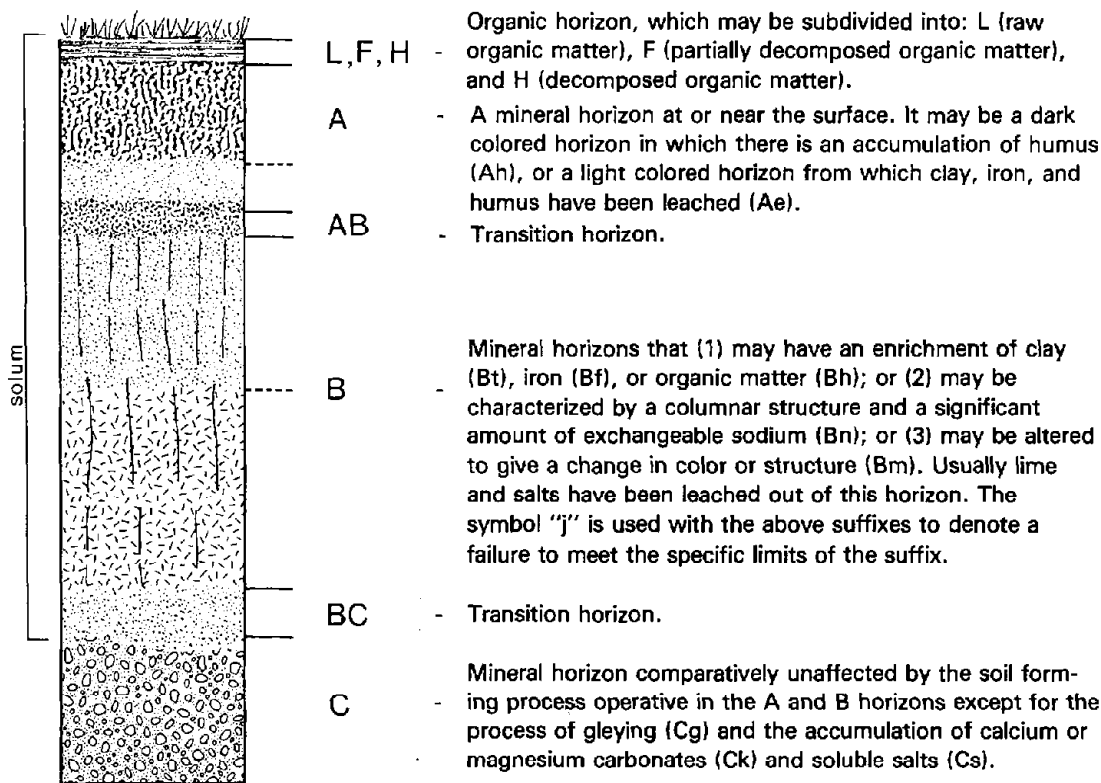 L, F, H - Organic horizon, which may be subdivided into: L (raw
organic matter), F (partially decomposed organic matter),
and H (decomposed organic matter).
A - A mineral horizon at or near the surface. It may be a dark
colored horizon in which there is an accumulation of humus
(Ah), or a light colored horizon from which clay, iron, and
humus have been leached (Ae).
AB - Transition horizon.
solum
B - Mineral horizons that (1) may have an enrichment of clay
(Bt), iron (Bf), or organic matter (Bh); or (2) may be
characterized by a columnar structure and a significant
amount of exchangeable sodium (Bn); or (3) may be altered
to give a change in color or structure (Bm). Usually lime
and salts have been leached out of this horizon. The
symbol "j" is used with the above suffixes to denote a
failure to meet the specific limits of the suffix.
BC - Transition horizon.
C - Mineral horizon comparatively unaffected by the soil form-
ing process operative in the A and B horizons except for the
process of gleying (Cg) and the accumulation of calcium or
magnesium carbonates (Ck) and soluble salts (Cs).